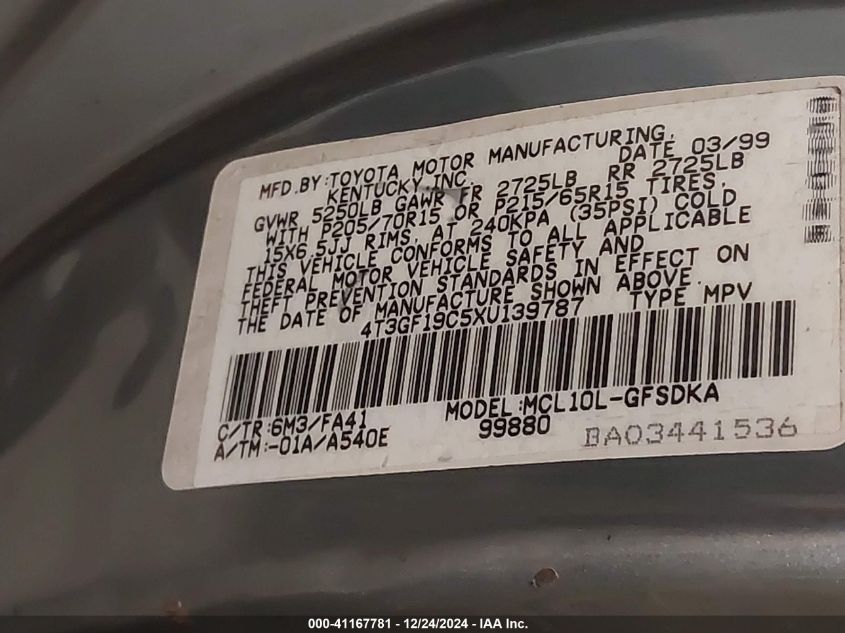 MFD.BY:TOYOTA MOTOR MANUFACTURING,
KENTUCKY,INC. DATE 03/99
GVWR 5250LB GAWR FR 2725LB RR 2725LB
WITH P205/70R15 OR P215/65R15 TIRES,
15X6.5JJ RIMS, AT 240KPA (35PSI) COLD
THIS VEHICLE CONFORMS TO ALL APPLICABLE
FEDERAL MOTOR VEHICLE SAFETY AND
THEFT PREVENTION STANDARDS IN EFFECT ON
THE DATE OF MANUFACTURE SHOWN ABOVE.
4T3GF19C5XU139787 TYPE MPV
C/TR:6M3/FA41 MODEL:MCL10L-GFSDKA
A/TM:-01A/A540E 99880 BA03441536
000-41167781 - 12/24/2024 - IAA Inc.